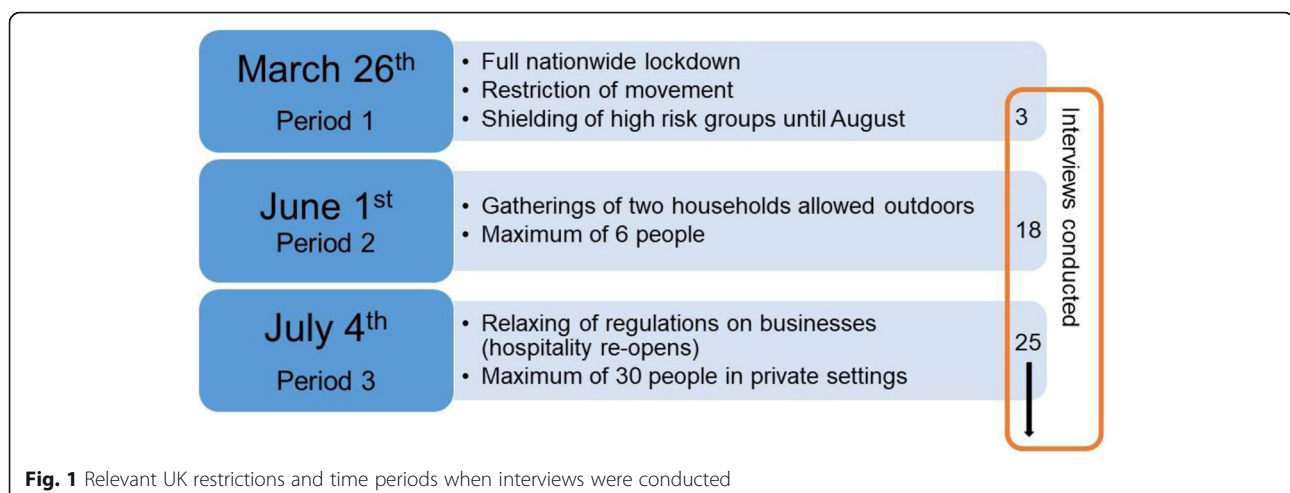 March 26th
Period 1
• Full nationwide lockdown
• Restriction of movement
• Shielding of high risk groups until August
3
June 1st
Period 2
• Gatherings of two households allowed outdoors
• Maximum of 6 people
18
July 4th
Period 3
• Relaxing of regulations on businesses
(hospitality re-opens)
• Maximum of 30 people in private settings
25
Interviews conducted
Fig. 1 Relevant UK restrictions and time periods when interviews were conducted